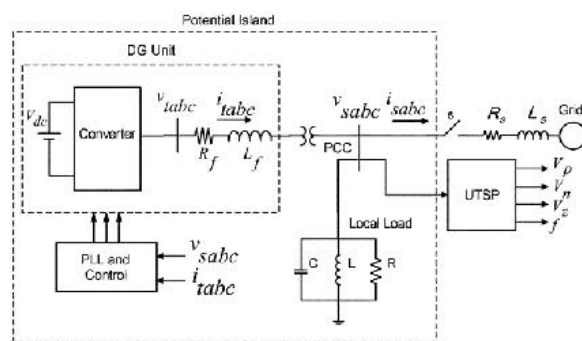 Potential Island
DG Unit
V_dc
Converter
v_tabc
i_tabc
R_f
L_f
v_sabc
i_sabc
PCC
s
R_s
L_s
Grid
UTSP
V_p
V_n
V_z
f
Local Load
C
L
R
PLL and
Control
v_sabc
i_tabc